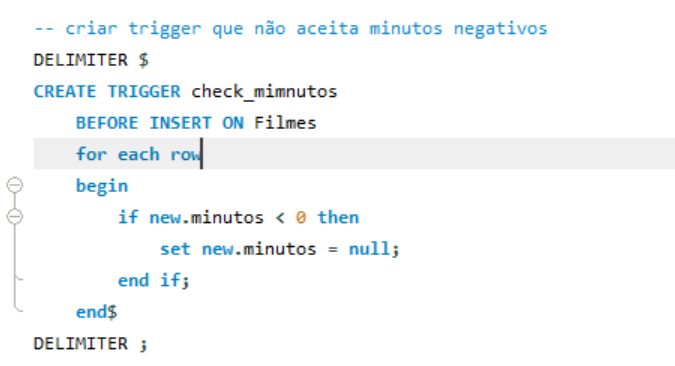 -- criar trigger que não aceita minutos negativos
DELIMITER $
CREATE TRIGGER check_mimnutos
    BEFORE INSERT ON Filmes
    for each row
    begin
        if new.minutos < 0 then
            set new.minutos = null;
        end if;
    end$
DELIMITER ;